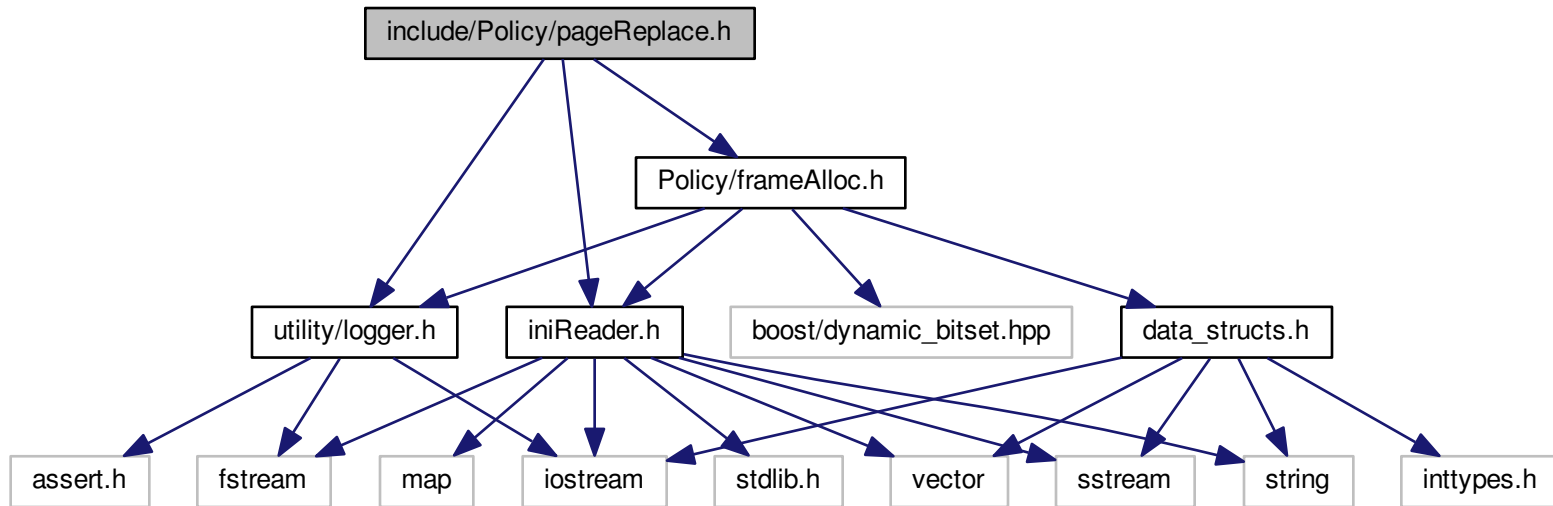 include/Policy/pageReplace.h
Policy/frameAlloc.h
utility/logger.h
iniReader.h
boost/dynamic_bitset.hpp
data_structs.h
assert.h
fstream
map
iostream
stdlib.h
vector
sstream
string
inttypes.h